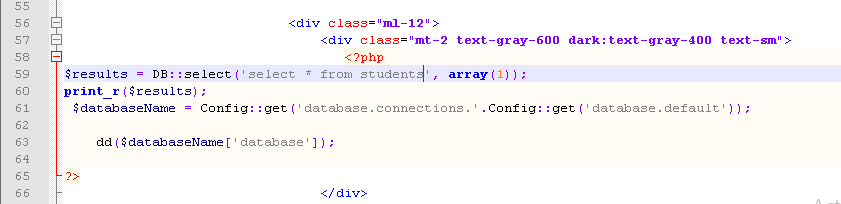 55
56 <div class="ml-12">
57 <div class="mt-2 text-gray-600 dark:text-gray-400 text-sm">
58 <?php
59 $results = DB::select('select * from students', array(1));
60 print_r($results);
61 $databaseName = Config::get('database.connections.'.Config::get('database.default'));
62
63 dd($databaseName['database']);
64
65 ?>
66 </div>